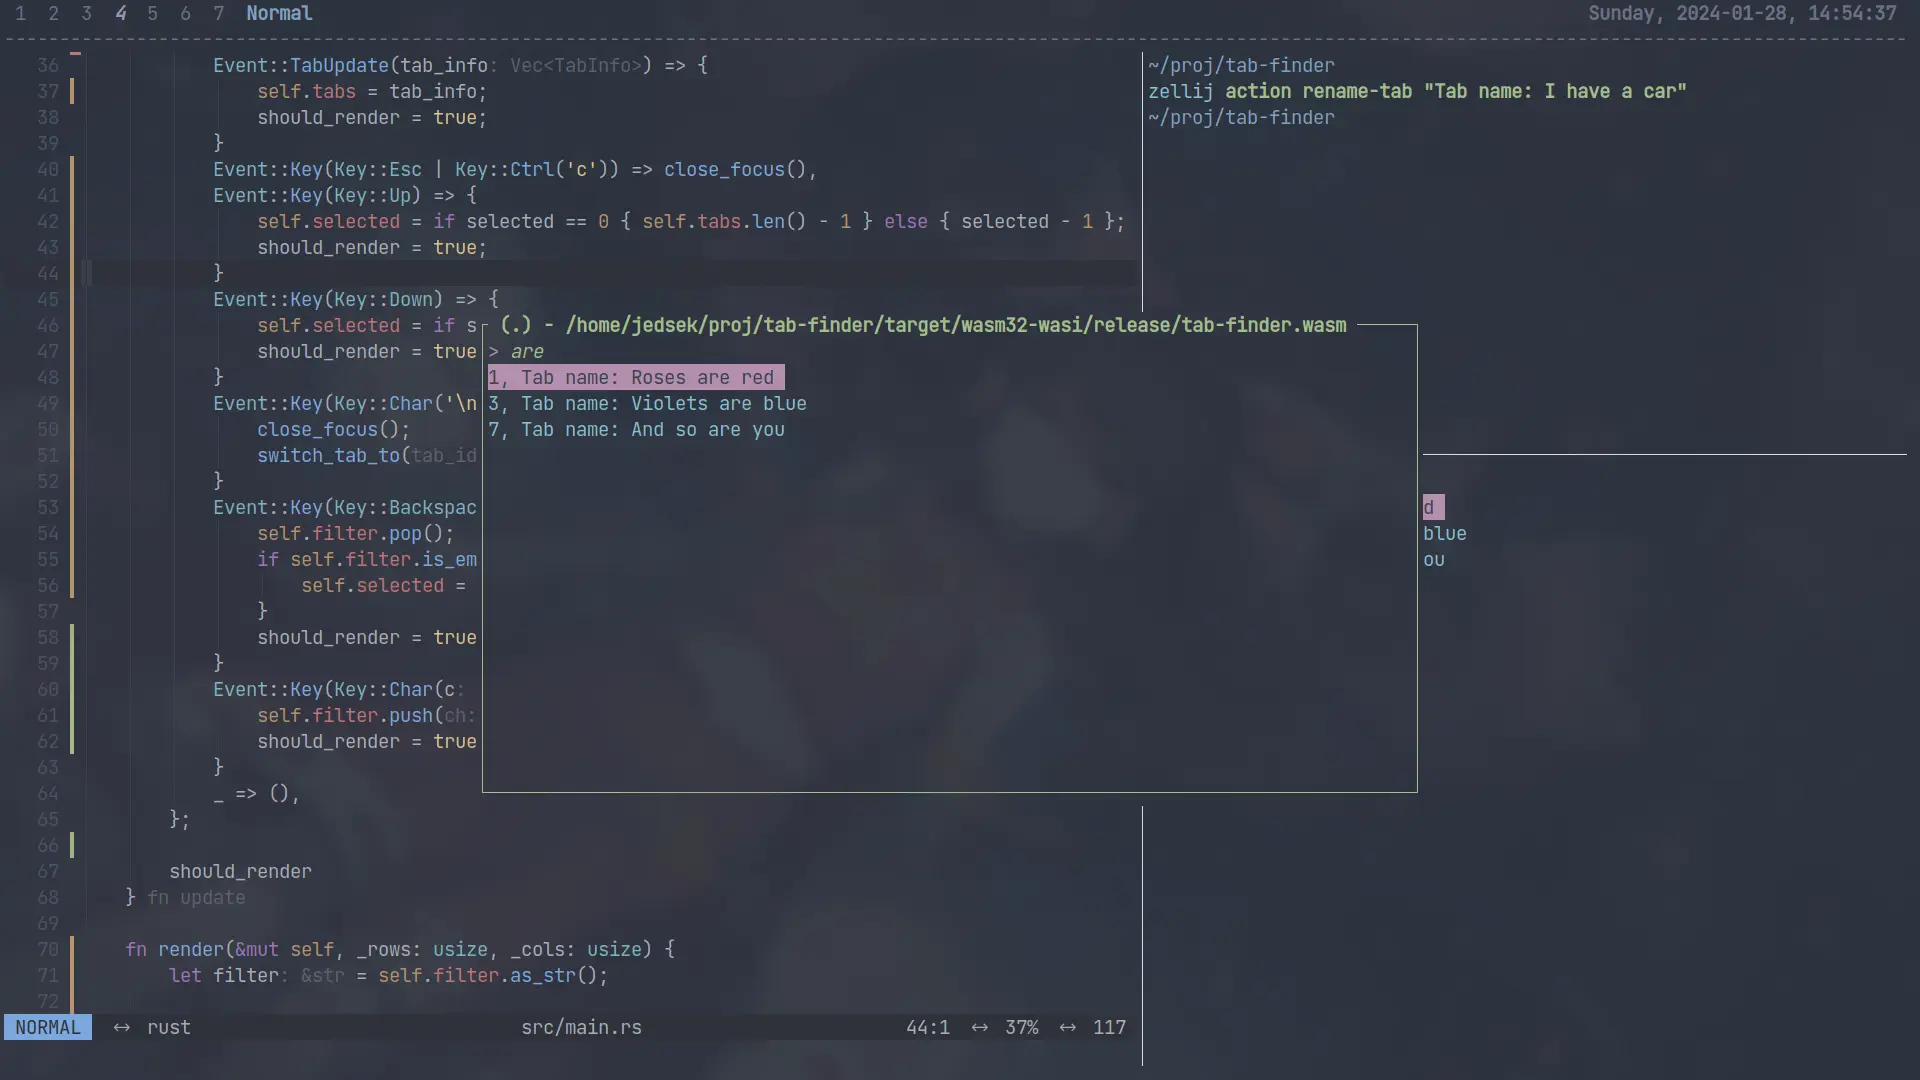 1 2 3 4 5 6 7 Normal Sunday, 2024-01-28, 14:54:37
36 Event::TabUpdate(tab_info: Vec<TabInfo>) => {
37 self.tabs = tab_info;
38 should_render = true;
39 }
40 Event::Key(Key::Esc | Key::Ctrl('c')) => close_focus(),
41 Event::Key(Key::Up) => {
42 self.selected = if selected == 0 { self.tabs.len() - 1 } else { selected - 1 };
43 should_render = true;
44 }
45 Event::Key(Key::Down) => {
46 self.selected = if s
47 should_render = true
48 }
49 Event::Key(Key::Char('\n
50 close_focus();
51 switch_tab_to(tab_id
52 }
53 Event::Key(Key::Backspac
54 self.filter.pop();
55 if self.filter.is_em
56 self.selected =
57 }
58 should_render = true
59 }
60 Event::Key(Key::Char(c:
61 self.filter.push(ch:
62 should_render = true
63 }
64 _ => (),
65 };
66
67 should_render
68 } fn update
69
70 fn render(&mut self, _rows: usize, _cols: usize) {
71 let filter: &str = self.filter.as_str();
72
NORMAL ↔ rust src/main.rs 44:1 ↔ 37% ↔ 117
~/proj/tab-finder
zellij action rename-tab "Tab name: I have a car"
~/proj/tab-finder
(.) - /home/jedsek/proj/tab-finder/target/wasm32-wasi/release/tab-finder.wasm
> are
1, Tab name: Roses are red
3, Tab name: Violets are blue
7, Tab name: And so are you
d
blue
ou